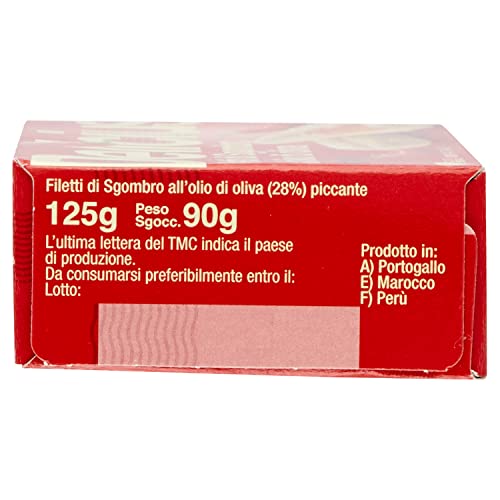 Filetti di Sgombro all'olio di oliva (28%) piccante
125g Peso Sgocc. 90g
L'ultima lettera del TMC indica il paese
di produzione.
Da consumarsi preferibilmente entro il:
Lotto:
Prodotto in:
A) Portogallo
E) Marocco
F) Perù